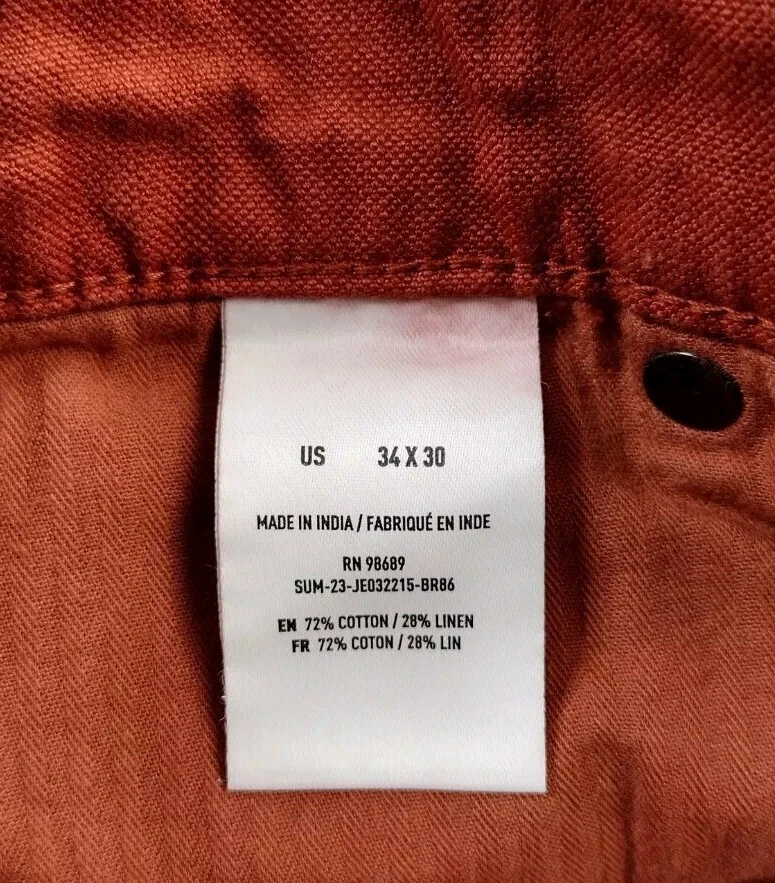 US 34 X 30
MADE IN INDIA / FABRIQUÉ EN INDE
RN 98689
SUM-23-JE032215-BR86
EN 72% COTTON / 28% LINEN
FR 72% COTON / 28% LIN